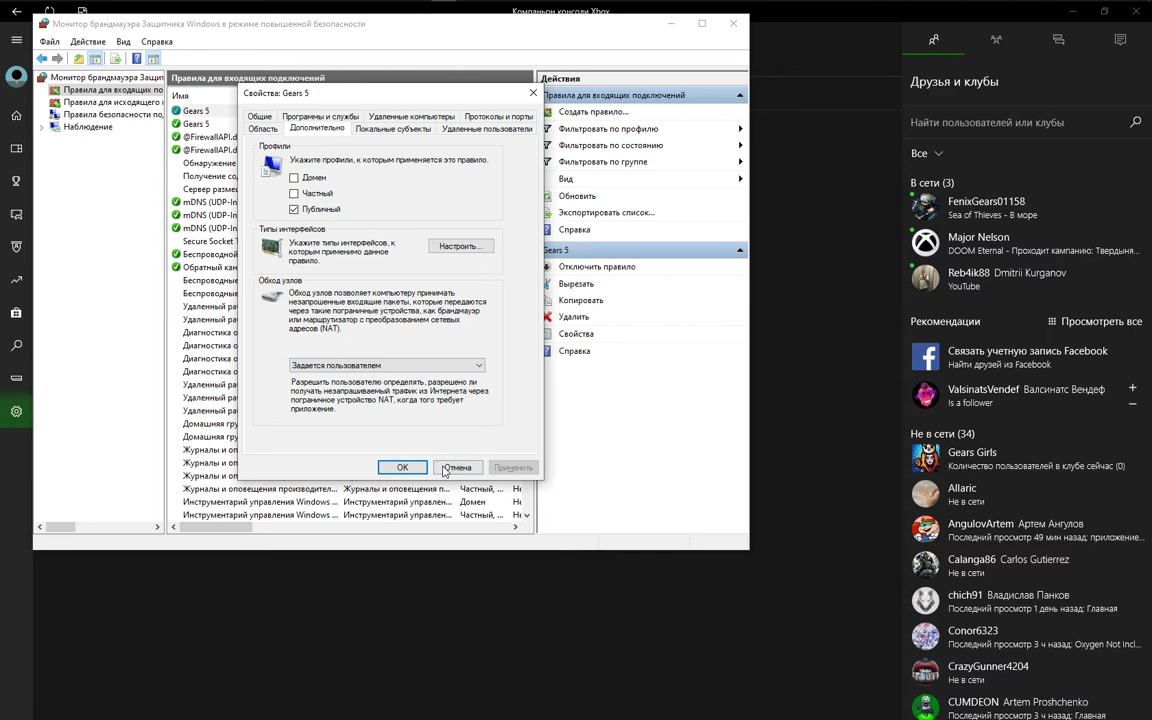 Компаньон консоли Xbox
Монитор брандмауэра Защитника Windows в режиме повышенной безопасности
Файл Действие Вид Справка
Монитор брандмауэра Защит
Правила для входящих по
Правила для исходящего п
Правила безопасности по,
Наблюдение
Правила для входящих подключений
Имя
Gears 5
Gears 5
@FirewallAPI.d
@FirewallAPI.d
Обнаружение
Получение со
Сервер размещ
mDNS (UDP-In
mDNS (UDP-In
mDNS (UDP-In
Secure Socket T
Беспроводной
Обратный кан
Беспроводные
Беспроводные
Удаленный ра
Удаленный ра
Диагностика о
Диагностика о
Диагностика о
Диагностика о
Удаленный ра
Удаленный ра
Удаленный ра
Домашняя гру
Домашняя гру
Журналы и оп
Журналы и оп
Журналы и оп
Журналы и оповещения производител... Журналы и оповещения п... Частный, ... Не
Инструментарий управления Windows ... Инструментарий управлен... Домен Не
Инструментарий управления Windows ... Инструментарий управлен... Частный, ... Не
Свойства: Gears 5
Общие Программы и службы Удаленные компьютеры Протоколы и порты
Область Дополнительно Локальные субъекты Удаленные пользователи
Профили
Укажите профили, к которым применяется это правило.
Домен
Частный
Публичный
Типы интерфейсов
Укажите типы интерфейсов, к
которым применимо данное
правило.
Настроить...
Обход узлов
Обход узлов позволяет компьютеру принимать
незапрошенные входящие пакеты, которые передаются
через такие пограничные устройства, как брандмауэр
или маршрутизатор с преобразованием сетевых
адресов (NAT).
Задается пользователем
Разрешить пользователю определять, разрешено ли
получать незапрашиваемый трафик из Интернета через
пограничное устройство NAT, когда того требует
приложение.
OK Отмена Применить
Действия
Правила для входящих подключений
Создать правило...
Фильтровать по профилю
Фильтровать по состоянию
Фильтровать по группе
Вид
Обновить
Экспортировать список...
Справка
Gears 5
Отключить правило
Вырезать
Копировать
Удалить
Свойства
Справка
Друзья и клубы
Найти пользователей или клубы
Все
В сети (3)
FenixGears01158
Sea of Thieves - В море
Major Nelson
DOOM Eternal - Проходит кампанию: Твердыня...
Reb4ik88 Dmitrii Kurganov
YouTube
Рекомендации Просмотреть все
Связать учетную запись Facebook
Найти друзей из Facebook
ValsinatsVendef Валсинатс Вендеф
Is a follower
Не в сети (34)
Gears Girls
Количество пользователей в клубе сейчас (0)
Allaric
Не в сети
AngulovArtem Артем Ангулов
Последний просмотр 49 мин назад: приложение...
Calanga86 Carlos Gutierrez
Не в сети
chich91 Владислав Панков
Последний просмотр 1 день назад: Главная
Conor6323
Последний просмотр 3 ч назад: Oxygen Not Incl...
CrazyGunner4204
Не в сети
CUMDEON Artem Proshchenko
Последний просмотр 3 ч назад: Главная